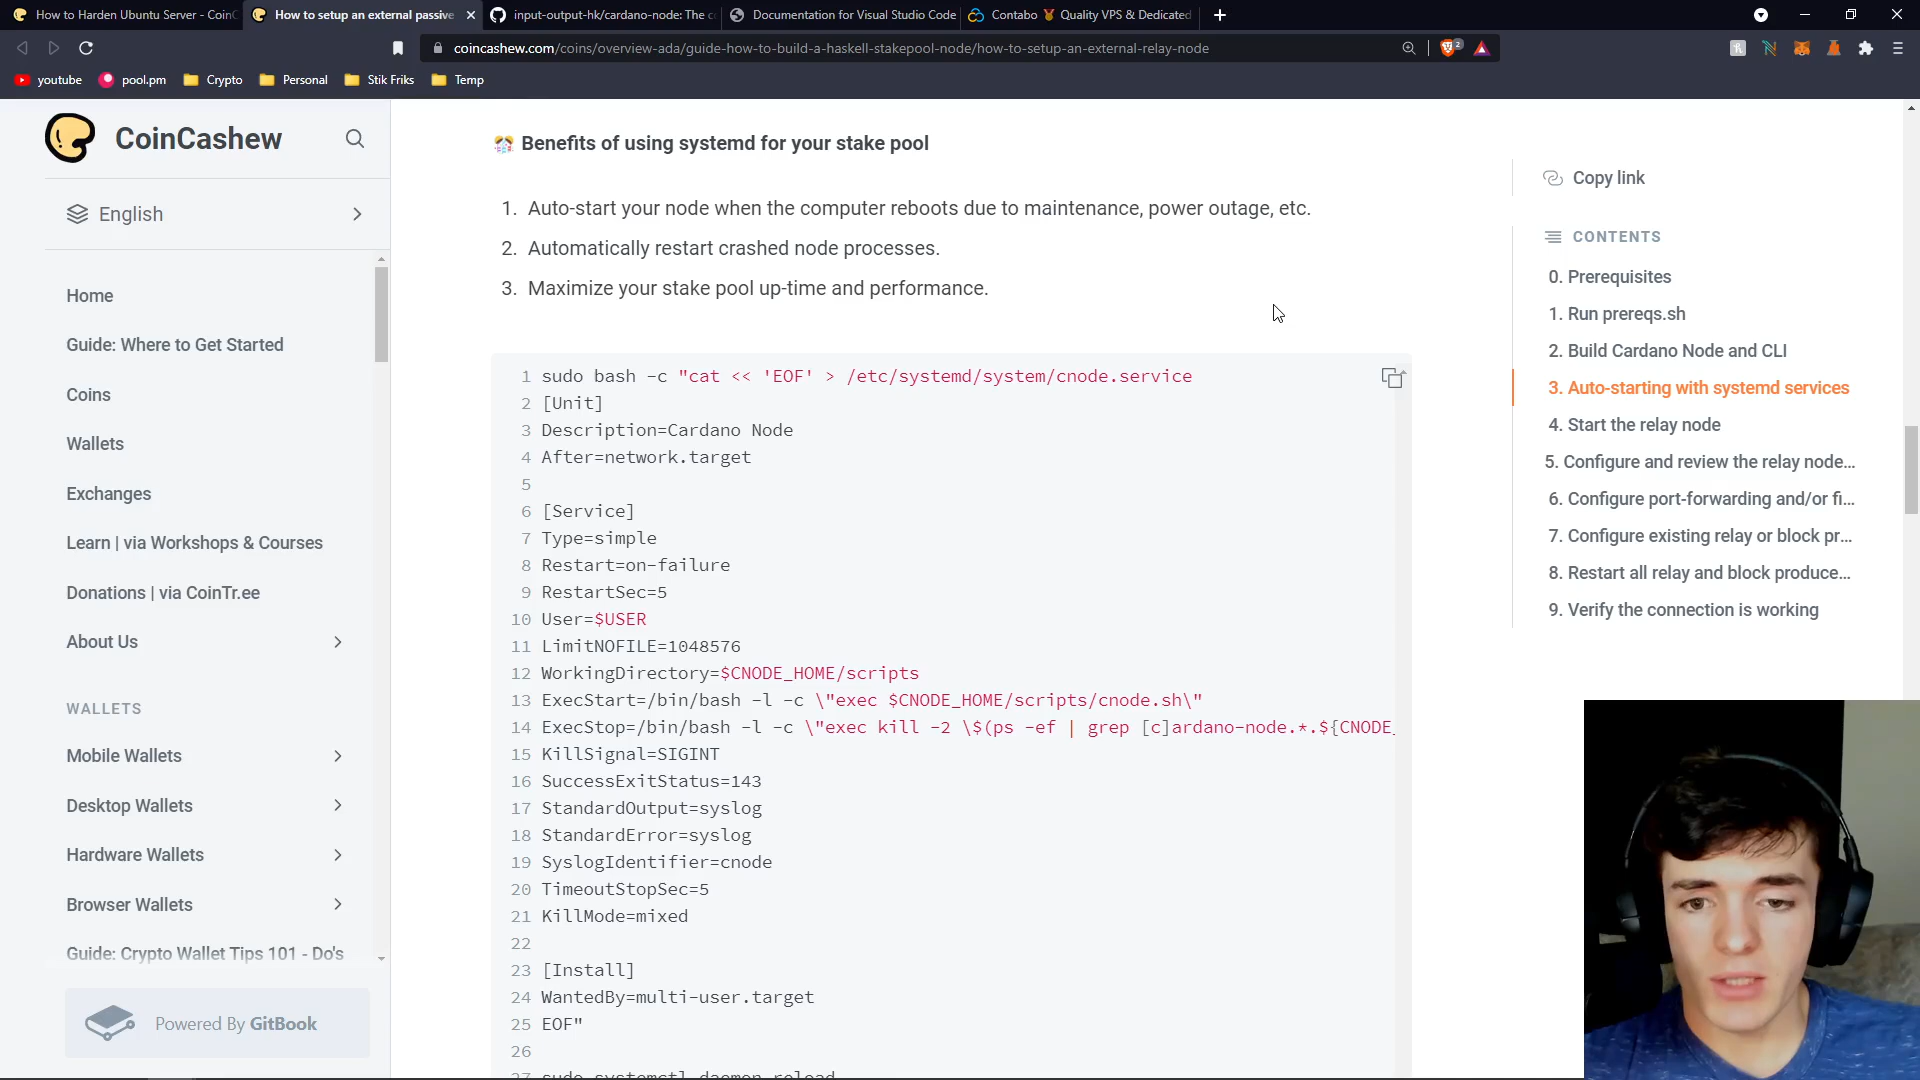 How to Harden Ubuntu Server - CoinC
How to setup an external passive
input-output-hk/cardano-node: The c
Documentation for Visual Studio Code
Contabo 🏅 Quality VPS & Dedicated
coincashew.com/coins/overview-ada/guide-how-to-build-a-haskell-stakepool-node/how-to-setup-an-external-relay-node
2
youtube
pool.pm
Crypto
Personal
Stik Friks
Temp
CoinCashew
English
Home
Guide: Where to Get Started
Coins
Wallets
Exchanges
Learn | via Workshops & Courses
Donations | via CoinTr.ee
About Us
WALLETS
Mobile Wallets
Desktop Wallets
Hardware Wallets
Browser Wallets
Guide: Crypto Wallet Tips 101 - Do's
Powered By GitBook
🎊 Benefits of using systemd for your stake pool
1. Auto-start your node when the computer reboots due to maintenance, power outage, etc.
2. Automatically restart crashed node processes.
3. Maximize your stake pool up-time and performance.
1 sudo bash -c "cat << 'EOF' > /etc/systemd/system/cnode.service
2 [Unit]
3 Description=Cardano Node
4 After=network.target
5
6 [Service]
7 Type=simple
8 Restart=on-failure
9 RestartSec=5
10 User=$USER
11 LimitNOFILE=1048576
12 WorkingDirectory=$CNODE_HOME/scripts
13 ExecStart=/bin/bash -l -c \"exec $CNODE_HOME/scripts/cnode.sh\"
14 ExecStop=/bin/bash -l -c \"exec kill -2 \$(ps -ef | grep [c]ardano-node.*.${CNODE_
15 KillSignal=SIGINT
16 SuccessExitStatus=143
17 StandardOutput=syslog
18 StandardError=syslog
19 SyslogIdentifier=cnode
20 TimeoutStopSec=5
21 KillMode=mixed
22
23 [Install]
24 WantedBy=multi-user.target
25 EOF"
26
27 sudo systemctl daemon-reload
Copy link
CONTENTS
0. Prerequisites
1. Run prereqs.sh
2. Build Cardano Node and CLI
3. Auto-starting with systemd services
4. Start the relay node
5. Configure and review the relay node...
6. Configure port-forwarding and/or fi...
7. Configure existing relay or block pr...
8. Restart all relay and block produce...
9. Verify the connection is working